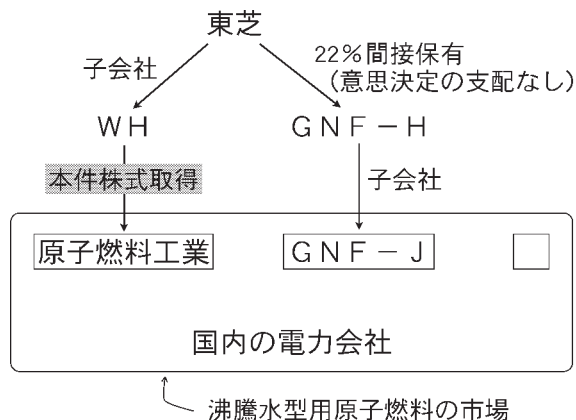 東芝
子会社
22％間接保有
（意思決定の支配なし）
WH
GNF－H
本件株式取得
子会社
原子燃料工業
GNF－J
国内の電力会社
沸騰水型用原子燃料の市場